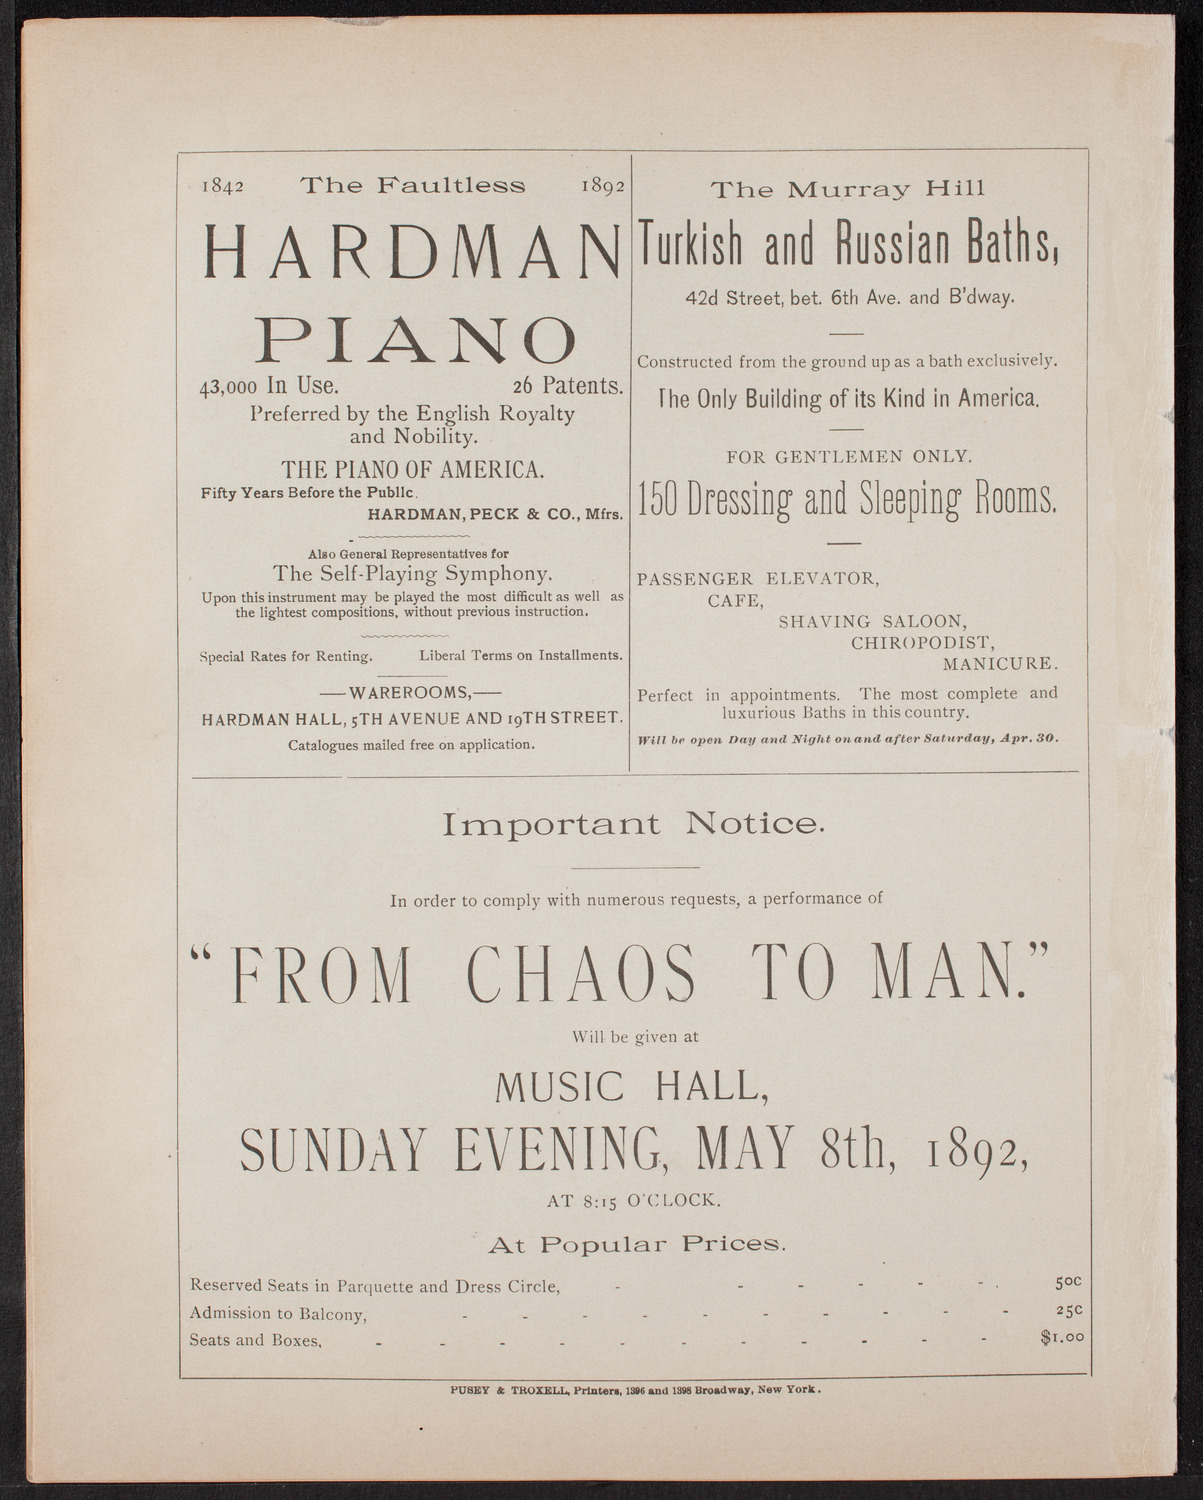 1842 The Faultless 1892
HARDMAN
PIANO
43,000 In Use. 26 Patents.
Preferred by the English Royalty
and Nobility.
THE PIANO OF AMERICA.
Fifty Years Before the Public.
HARDMAN, PECK & CO., Mfrs.
Also General Representatives for
The Self-Playing Symphony.
Upon this instrument may be played the most difficult as well as
the lightest compositions, without previous instruction.
Special Rates for Renting. Liberal Terms on Installments.
—WAREROOMS,—
HARDMAN HALL, 5TH AVENUE AND 19TH STREET.
Catalogues mailed free on application.
The Murray Hill
Turkish and Russian Baths,
42d Street, bet. 6th Ave. and B'dway.
Constructed from the ground up as a bath exclusively.
The Only Building of its Kind in America.
FOR GENTLEMEN ONLY.
150 Dressing and Sleeping Rooms.
PASSENGER ELEVATOR,
CAFE,
SHAVING SALOON,
CHIROPODIST,
MANICURE.
Perfect in appointments. The most complete and
luxurious Baths in this country.
Will be open Day and Night on and after Saturday, Apr. 30.
Important Notice.
In order to comply with numerous requests, a performance of
"FROM CHAOS TO MAN."
Will be given at
MUSIC HALL,
SUNDAY EVENING, MAY 8th, 1892,
AT 8:15 O'CLOCK.
At Popular Prices.
Reserved Seats in Parquette and Dress Circle, - - - - - - . 50C
Admission to Balcony, - - - - - - - - - - 25C
Seats and Boxes, - - - - - - - - - - - $1.00
PUSEY & TROXELL, Printers, 1396 and 1398 Broadway, New York.